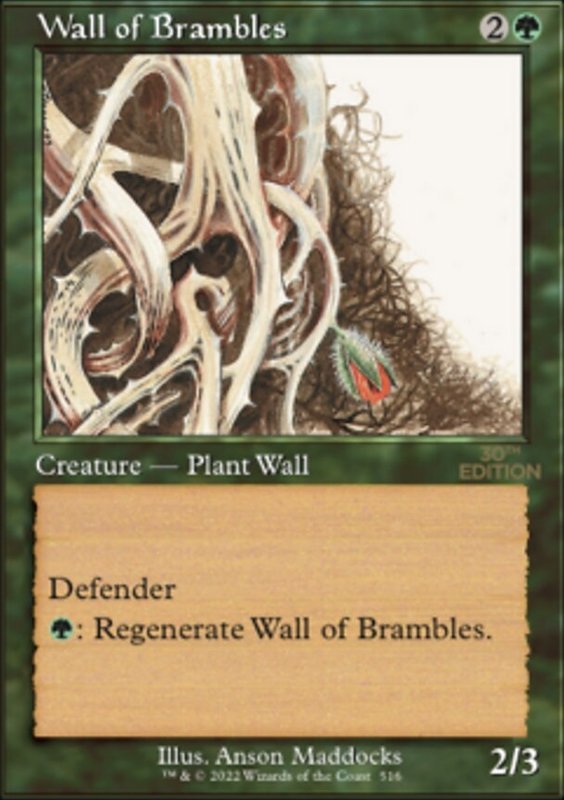 Wall of Brambles 2
Creature — Plant Wall
30TH
EDITION
Defender
: Regenerate Wall of Brambles.
Illus. Anson Maddocks
™ & © 2022 Wizards of the Coast 516
2/3